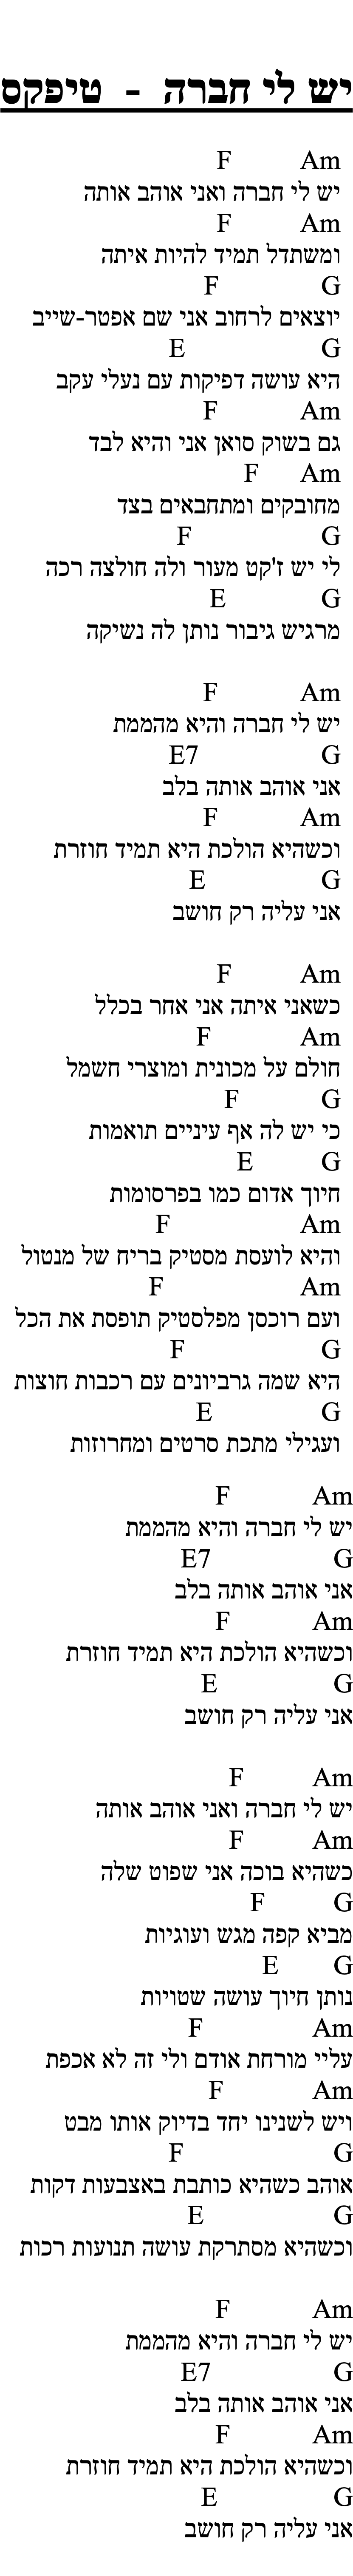 יש לי חברה - טיפקס
Am F
יש לי חברה ואני אוהב אותה
Am F
ומשתדל תמיד להיות איתה
G F
יוצאים לרחוב אני שם אפטר-שייב
G E
היא עושה דפיקות עם נעלי עקב
Am F
גם בשוק סואן אני והיא לבד
Am F
מחובקים ומתחבאים בצד
G F
לי יש ז'קט מעור ולה חולצה רכה
G E
מרגיש גיבור נותן לה נשיקה
Am F
יש לי חברה והיא מהממת
G E7
אני אוהב אותה בלב
Am F
וכשהיא הולכת היא תמיד חוזרת
G E
אני עליה רק חושב
Am F
כשאני איתה אני אחר בכלל
Am F
חולם על מכונית ומוצרי חשמל
G F
כי יש לה אף עיניים תואמות
G E
חיוך אדום כמו בפרסומות
Am F
והיא לועסת מסטיק בריח של מנטול
Am F
ועם רוכסן מפלסטיק תופסת את הכל
G F
היא שמה גרביונים עם רכבות חוצות
G E
ועגילי מתכת סרטים ומחרוזות
Am F
יש לי חברה והיא מהממת
G E7
אני אוהב אותה בלב
Am F
וכשהיא הולכת היא תמיד חוזרת
G E
אני עליה רק חושב
Am F
יש לי חברה ואני אוהב אותה
Am F
כשהיא בוכה אני שפוט שלה
G F
מביא קפה מגש ועוגיות
G E
נותן חיוך עושה שטויות
Am F
עליי מורחת אודם ולי זה לא אכפת
Am F
ויש לשנינו יחד בדיוק אותו מבט
G F
אוהב כשהיא כותבת באצבעות דקות
G E
וכשהיא מסתרקת עושה תנועות רכות
Am F
יש לי חברה והיא מהממת
G E7
אני אוהב אותה בלב
Am F
וכשהיא הולכת היא תמיד חוזרת
G E
אני עליה רק חושב